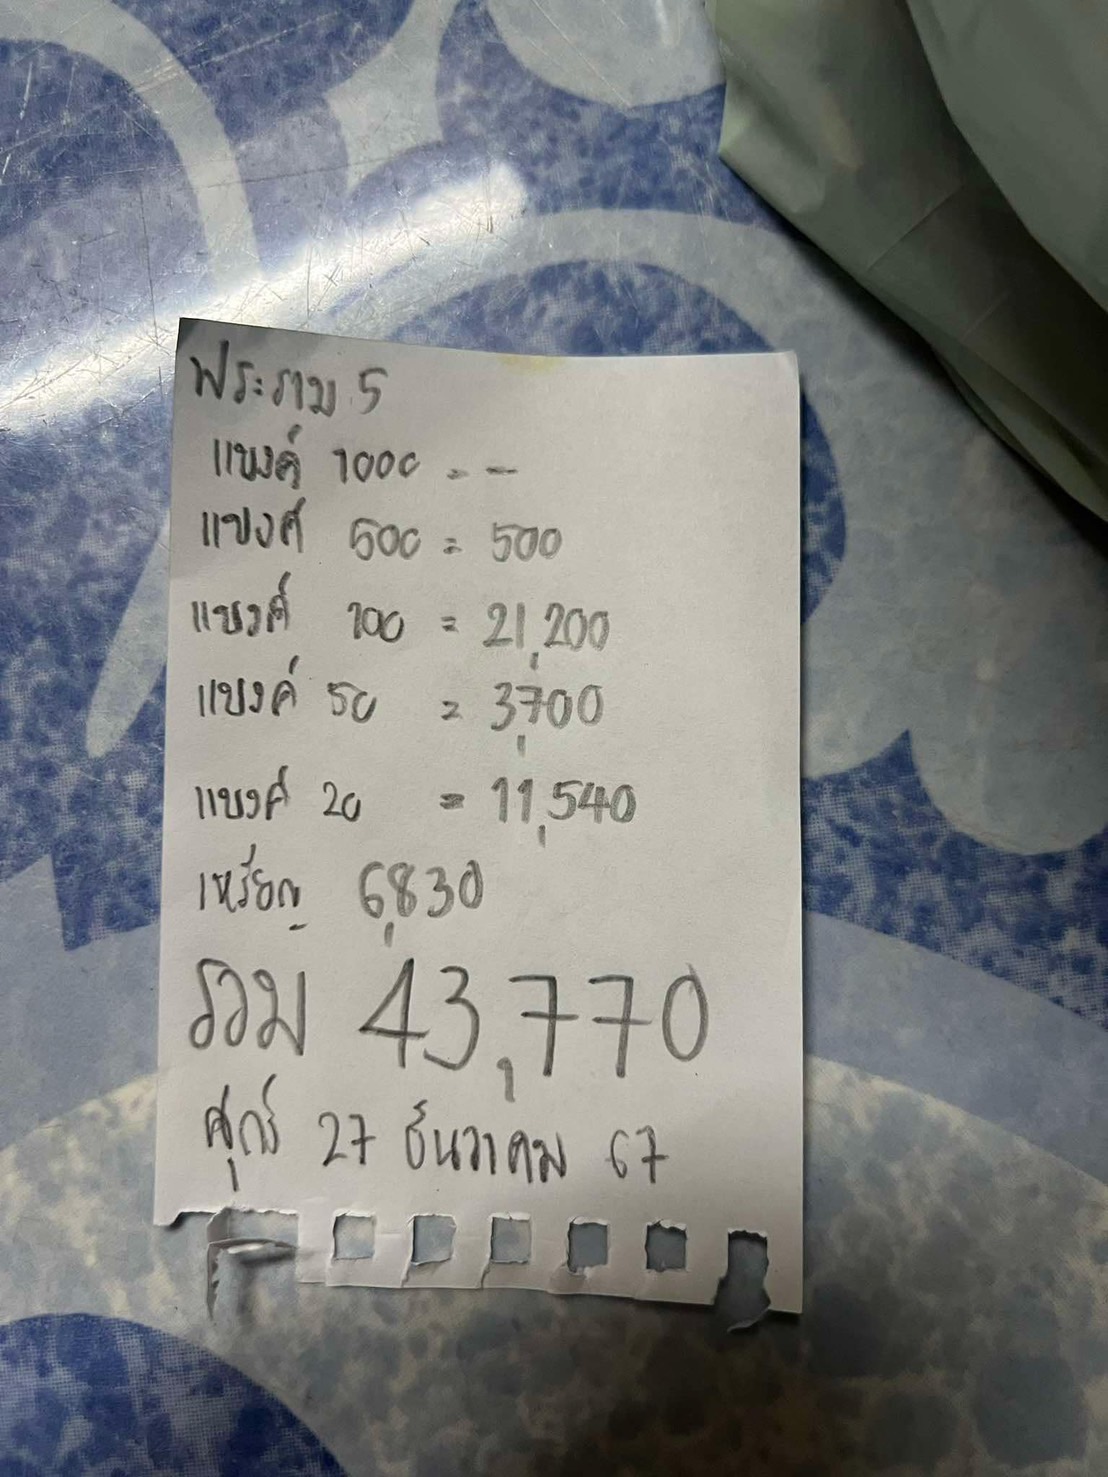 พระราม 5
แบงค์ 1000 = -
แบงค์ 500 = 500
แบงค์ 100 = 21,200
แบงค์ 50 = 3,700
แบงค์ 20 = 11,540
เหรียญ 6,830
รวม 43,770
ศุกร์ 27 ธันวาคม 67